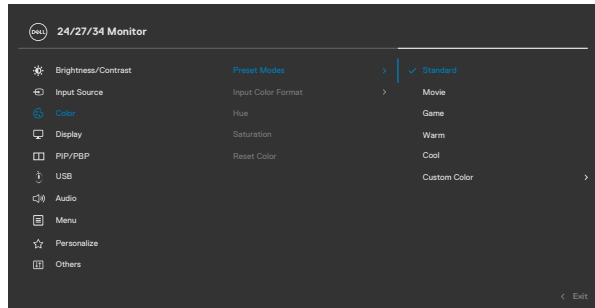 DELL 24/27/34 Monitor
Brightness/Contrast Preset Modes > ✓ Standard
Input Source Input Color Format > Movie
Color Hue Game
Display Saturation Warm
PIP/PBP Reset Color Cool
USB Custom Color >
Audio
Menu
Personalize
Others
< Exit